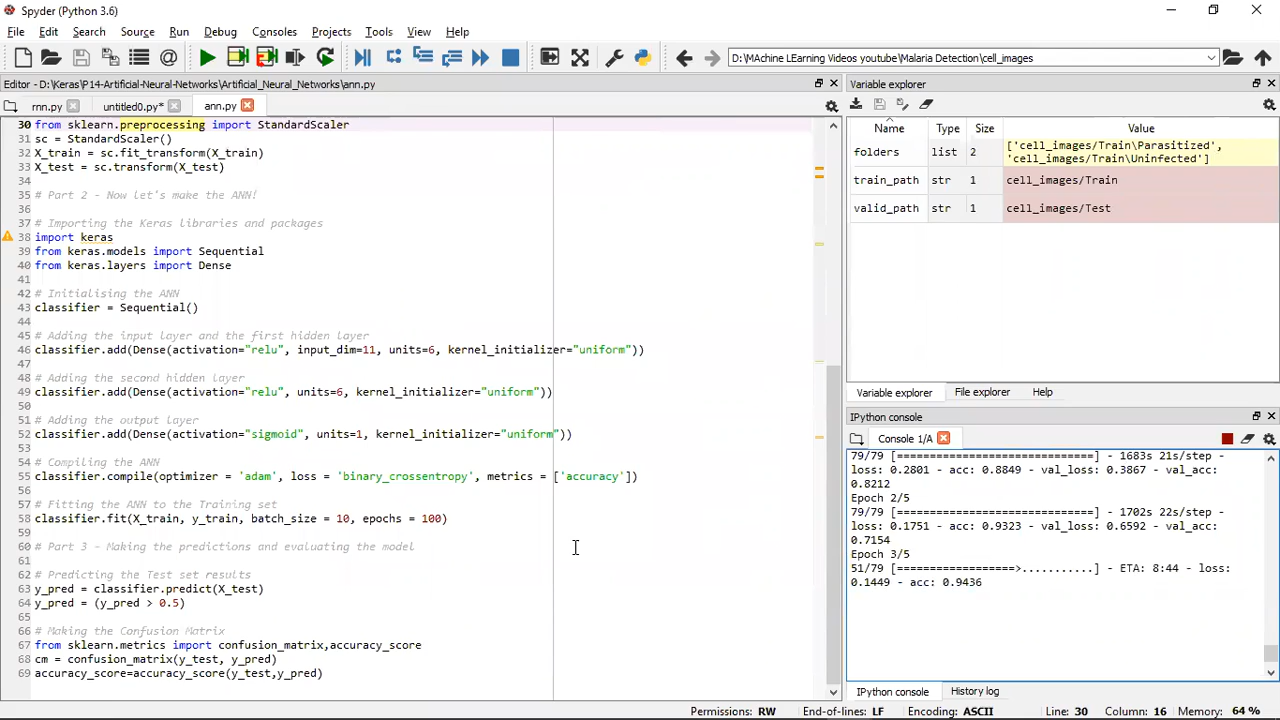 Spyder (Python 3.6)
File Edit Search Source Run Debug Consoles Projects Tools View Help
D:\MAchine LEarning Videos youtube\Malaria Detection\cell_images
Editor - D:\Keras\P14-Artificial-Neural-Networks\Artificial_Neural_Networks\ann.py
rnn.py untitled0.py* ann.py
30 from sklearn.preprocessing import StandardScaler
31 sc = StandardScaler()
32 X_train = sc.fit_transform(X_train)
33 X_test = sc.transform(X_test)
34
35 # Part 2 - Now let's make the ANN!
36
37 # Importing the Keras libraries and packages
38 import keras
39 from keras.models import Sequential
40 from keras.layers import Dense
41
42 # Initialising the ANN
43 classifier = Sequential()
44
45 # Adding the input layer and the first hidden layer
46 classifier.add(Dense(activation="relu", input_dim=11, units=6, kernel_initializer="uniform"))
47
48 # Adding the second hidden layer
49 classifier.add(Dense(activation="relu", units=6, kernel_initializer="uniform"))
50
51 # Adding the output layer
52 classifier.add(Dense(activation="sigmoid", units=1, kernel_initializer="uniform"))
53
54 # Compiling the ANN
55 classifier.compile(optimizer = 'adam', loss = 'binary_crossentropy', metrics = ['accuracy'])
56
57 # Fitting the ANN to the Training set
58 classifier.fit(X_train, y_train, batch_size = 10, epochs = 100)
59
60 # Part 3 - Making the predictions and evaluating the model
61
62 # Predicting the Test set results
63 y_pred = classifier.predict(X_test)
64 y_pred = (y_pred > 0.5)
65
66 # Making the Confusion Matrix
67 from sklearn.metrics import confusion_matrix,accuracy_score
68 cm = confusion_matrix(y_test, y_pred)
69 accuracy_score=accuracy_score(y_test,y_pred)
Variable explorer
Name Type Size Value
folders list 2 ['cell_images/Train\Parasitized',
'cell_images/Train\Uninfected']
train_path str 1 cell_images/Train
valid_path str 1 cell_images/Test
Variable explorer File explorer Help
IPython console
Console 1/A
79/79 [==============================] - 1683s 21s/step -
loss: 0.2801 - acc: 0.8849 - val_loss: 0.3867 - val_acc:
0.8212
Epoch 2/5
79/79 [==============================] - 1702s 22s/step -
loss: 0.1751 - acc: 0.9323 - val_loss: 0.6592 - val_acc:
0.7154
Epoch 3/5
51/79 [==================>...........] - ETA: 8:44 - loss:
0.1449 - acc: 0.9436
IPython console History log
Permissions: RW End-of-lines: LF Encoding: ASCII Line: 30 Column: 16 Memory: 64 %